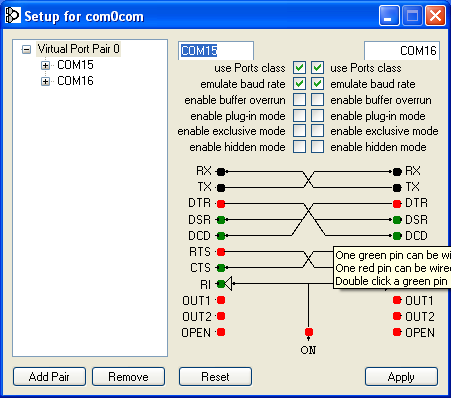 Setup for com0com
Virtual Port Pair 0
COM15
COM16
COM15 COM16
use Ports class use Ports class
emulate baud rate emulate baud rate
enable buffer overrun enable buffer overrun
enable plug-in mode enable plug-in mode
enable exclusive mode enable exclusive mode
enable hidden mode enable hidden mode
RX RX
TX TX
DTR DTR
DSR DSR
DCD DCD
RTS
CTS
RI
One green pin can be wi
One red pin can be wired
Double click a green pin
OUT1 OUT1
OUT2 OUT2
OPEN OPEN
ON
Add Pair Remove Reset Apply